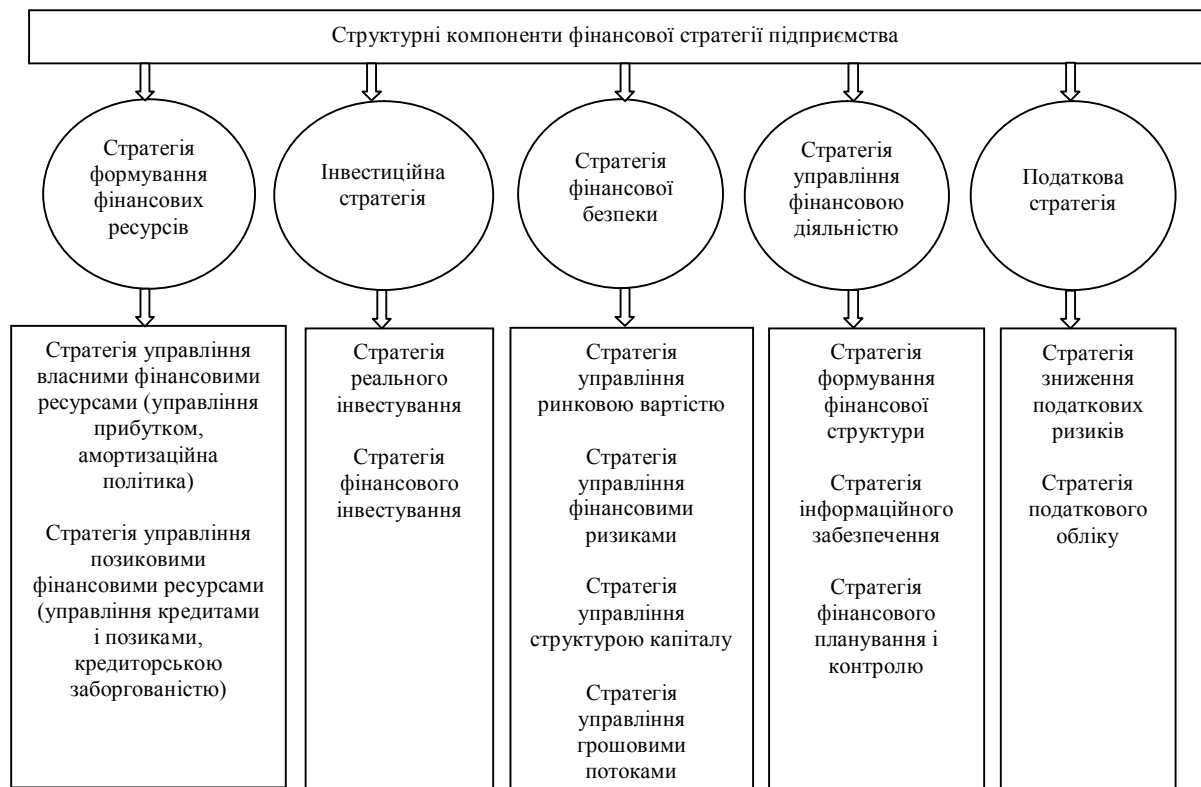 Структурні компоненти фінансової стратегії підприємства
Стратегія
формування
фінансових
ресурсів
Інвестиційна
стратегія
Стратегія
фінансової
безпеки
Стратегія
управління
фінансовою
діяльністю
Податкова
стратегія
Стратегія управління
власними фінансовими
ресурсами (управління
прибутком,
амортизаційна
політика)
Стратегія управління
позиковими
фінансовими ресурсами
(управління кредитами
і позиками,
кредиторською
заборгованістю)
Стратегія
реального
інвестування
Стратегія
фінансового
інвестування
Стратегія
управління
ринковою вартістю
Стратегія
управління
фінансовими
ризиками
Стратегія
управління
структурою капіталу
Стратегія
управління
грошовими
потоками
Стратегія
формування
фінансової
структури
Стратегія
інформаційного
забезпечення
Стратегія
фінансового
планування і
контролю
Стратегія
зниження
податкових
ризиків
Стратегія
податкового
обліку